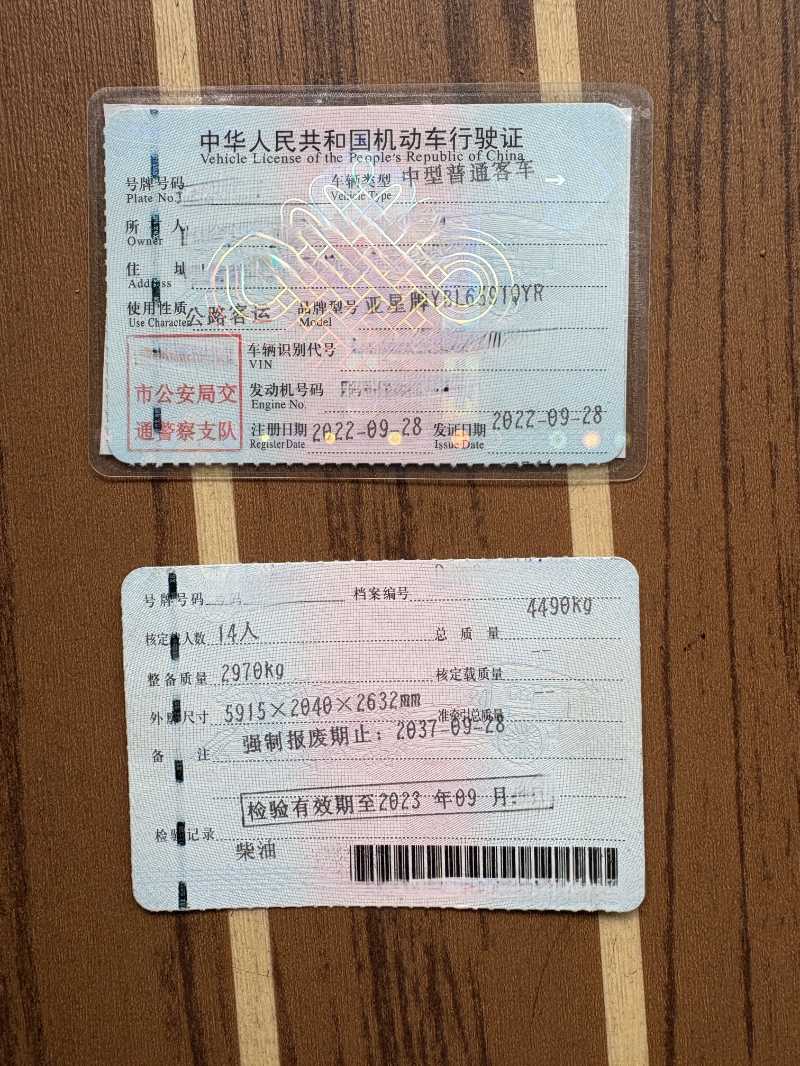 中华人民共和国机动车行驶证
Vehicle License of the People's Republic of China
号牌号码 车辆类型 中型普通客车
Plate No. Vehicle Type
所有人
Owner
住址
Address
使用性质 公路客运 品牌型号 亚星牌YBL6591QYR
Use Character Model
车辆识别代号
VIN
市公安局交
通警察支队
发动机号码
Engine No.
注册日期 2022-09-28 发证日期 2022-09-28
Register Date Issue Date
号牌号码 档案编号
核定载人数 14人 总质量 4490kg
整备质量 2970kg 核定载质量 --
外廓尺寸 5915×2040×2632mm 准牵引总质量 --
备注 强制报废期止：2037-09-28
检验有效期至2023 年09 月
检验记录
柴油